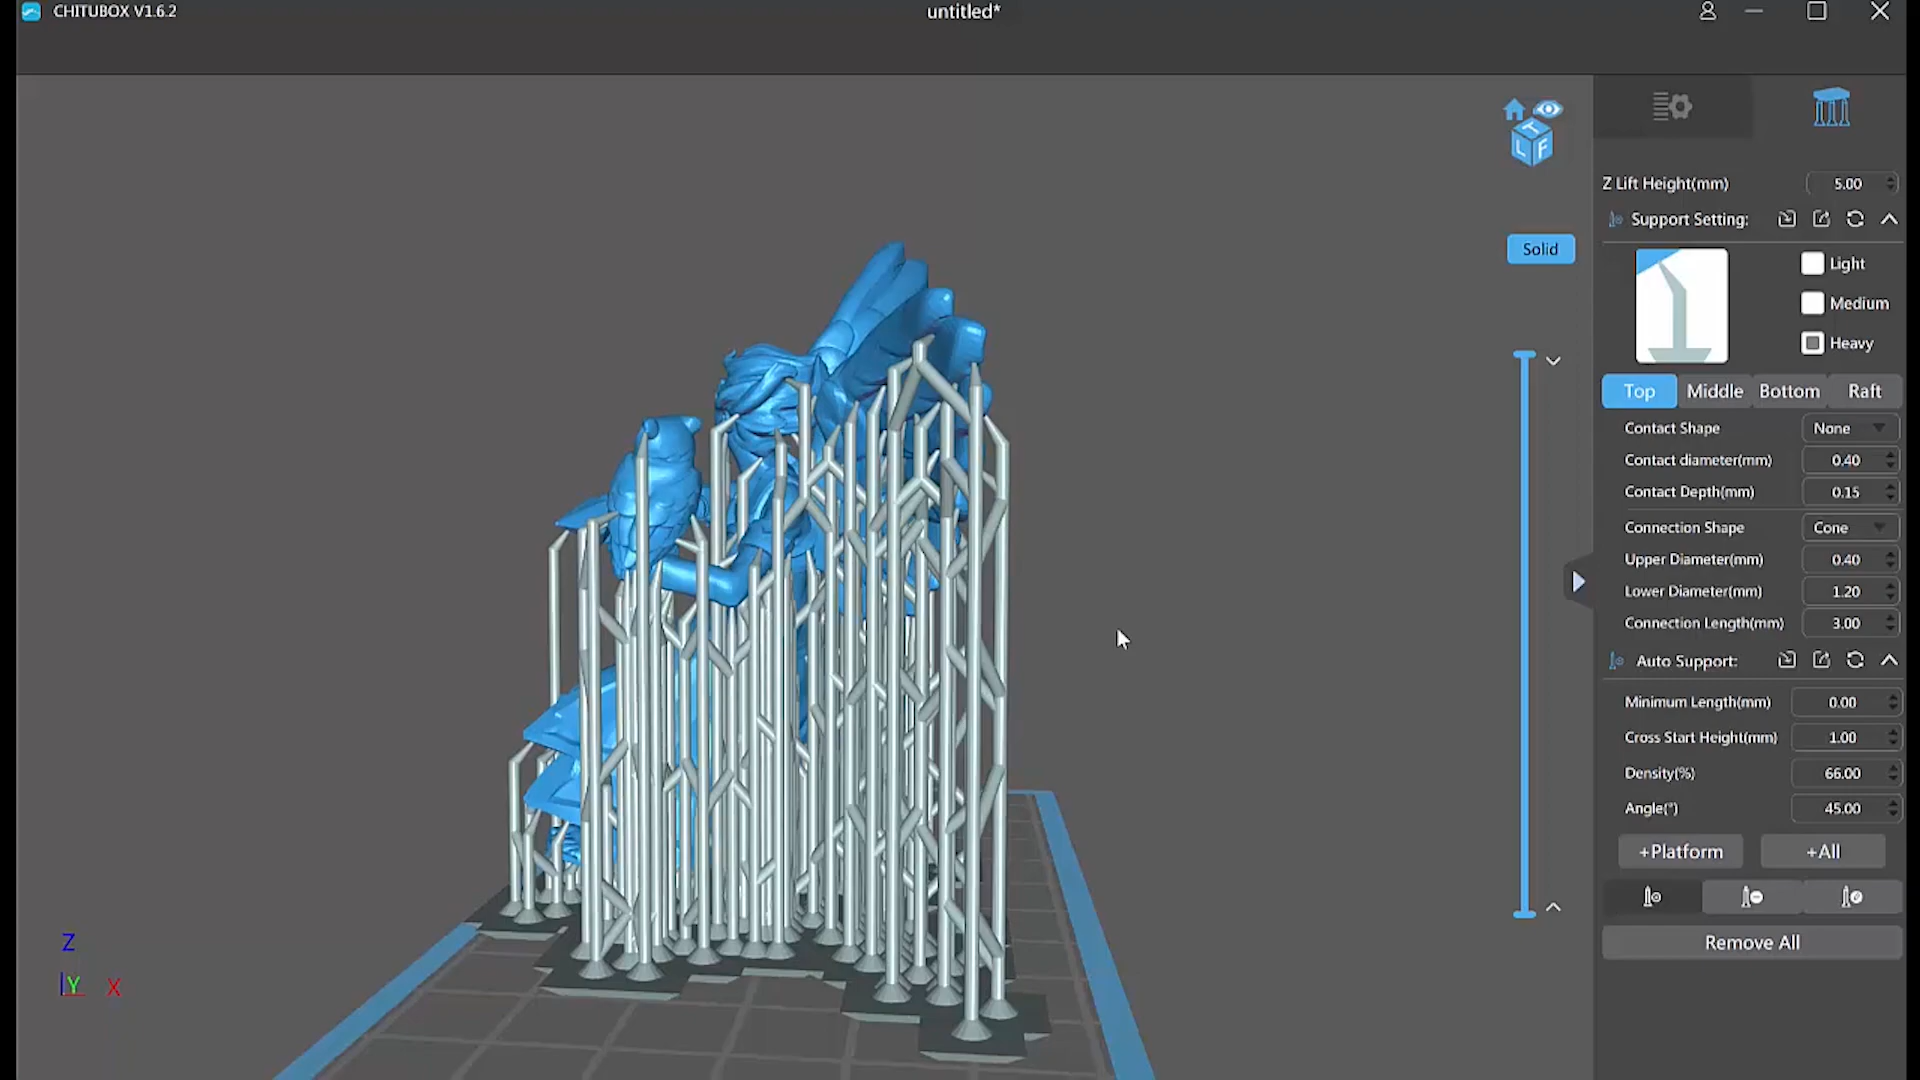 CHITUBOX V1.6.2
untitled*
T
L F
Z Lift Height(mm) 5.00
Support Setting:
Solid
Light
Medium
Heavy
Top Middle Bottom Raft
Contact Shape None
Contact diameter(mm) 0.40
Contact Depth(mm) 0.15
Connection Shape Cone
Upper Diameter(mm) 0.40
Lower Diameter(mm) 1.20
Connection Length(mm) 3.00
Auto Support:
Minimum Length(mm) 0.00
Cross Start Height(mm) 1.00
Density(%) 66.00
Angle(°) 45.00
+Platform +All
Remove All
Z
Y X